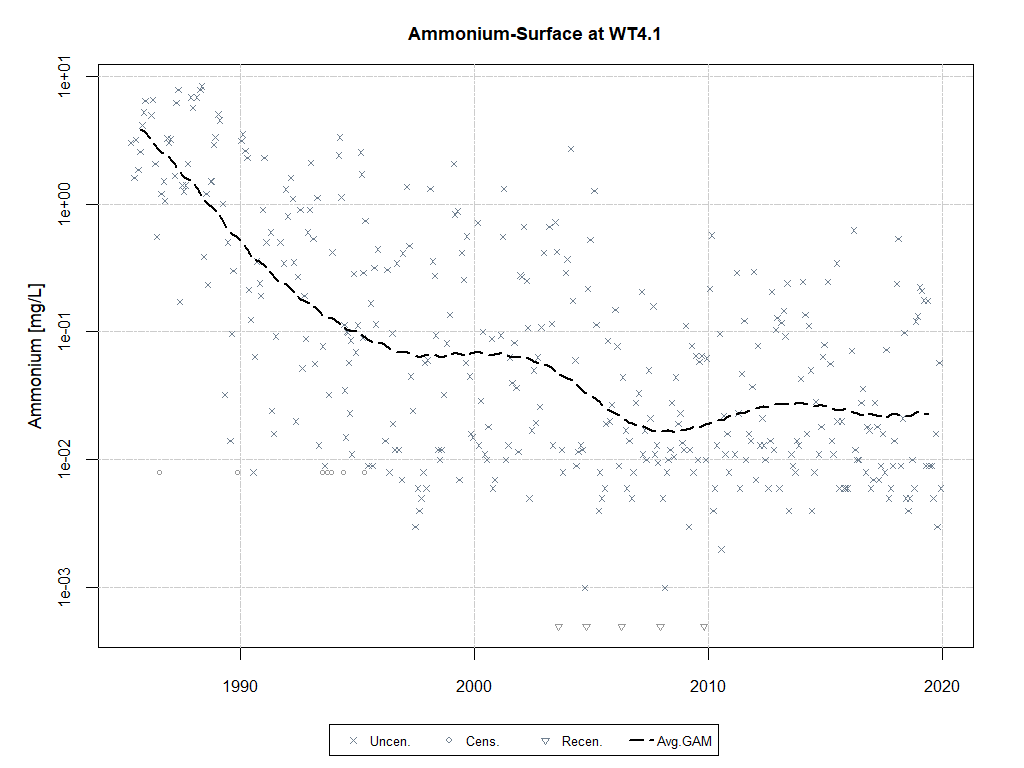 Ammonium-Surface at WT4.1
Ammonium [mg/L]
1e+01
1e+00
1e-01
1e-02
1e-03
1990 2000 2010 2020
Uncen. Cens. Recen. Avg.GAM